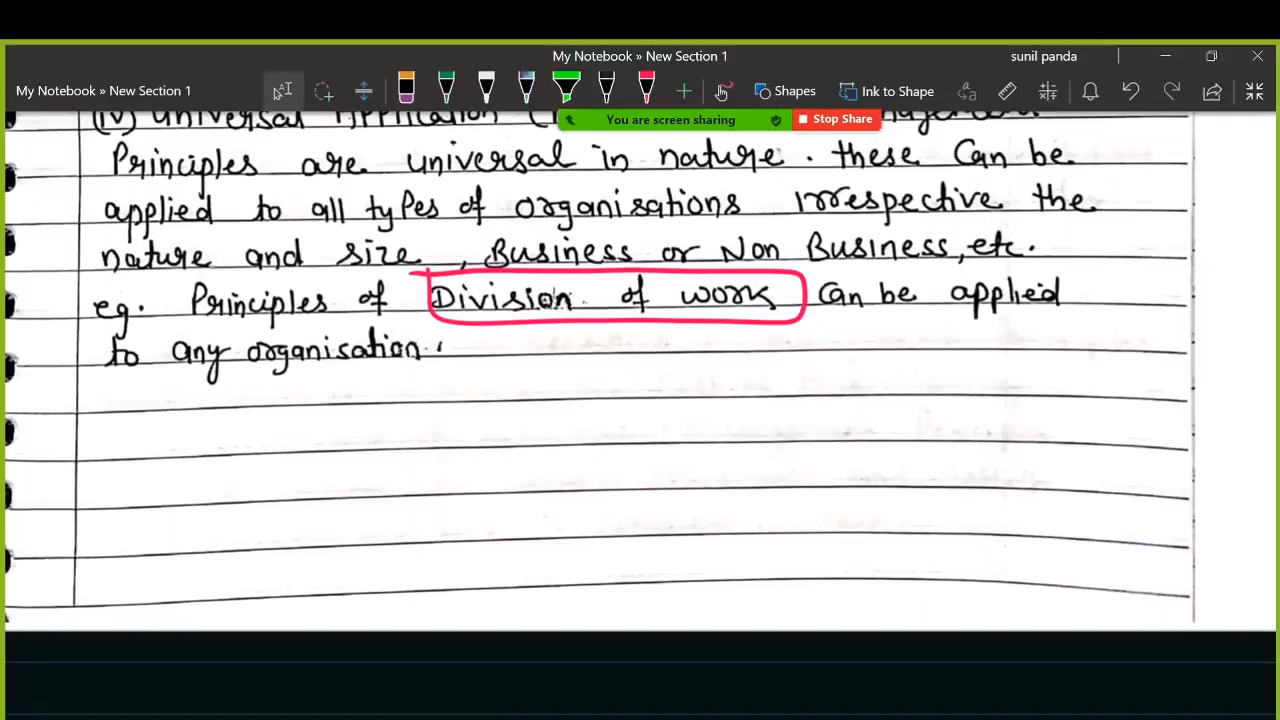 My Notebook » New Section 1
sunil panda
My Notebook » New Section 1
Shapes
Ink to Shape
You are screen sharing
Stop Share
(iv) Universal Application
Principles are universal in nature. these Can be
applied to all types of organisations irrespective the
nature and size, Business or Non Business, etc.
eg. Principles of Division of work Can be applied
to any organisation.